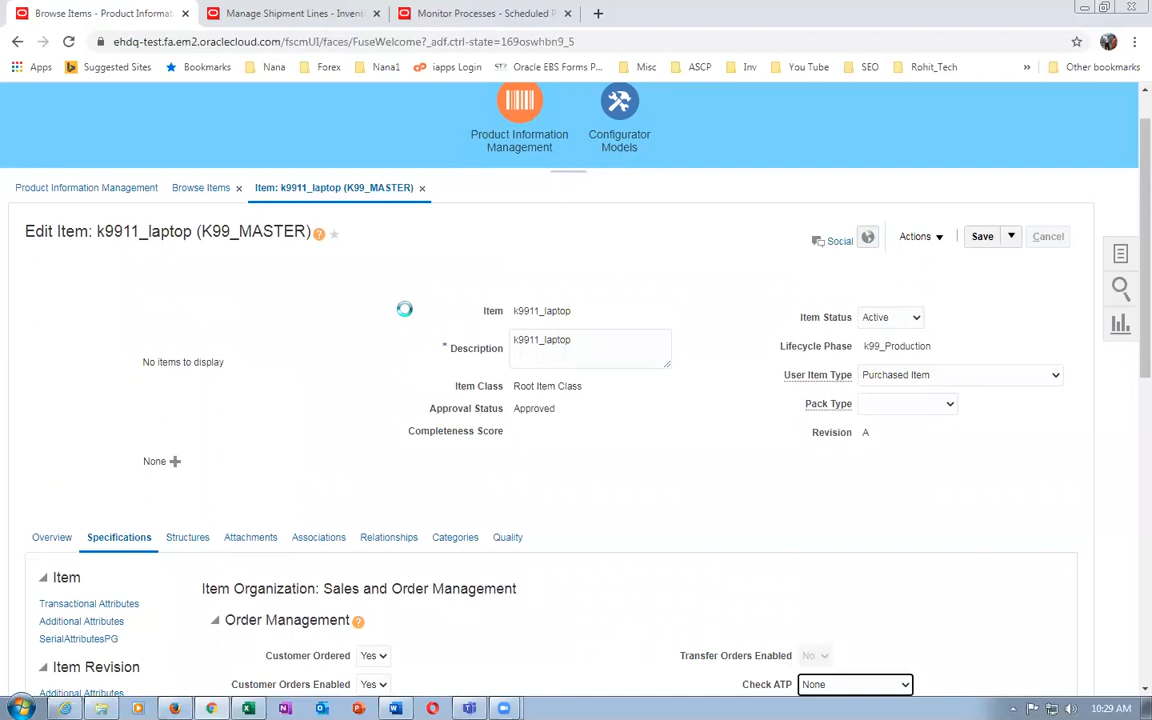 Browse Items - Product Informat
Manage Shipment Lines - Invent
Monitor Processes - Scheduled P
ehdq-test.fa.em2.oraclecloud.com/fscmUI/faces/FuseWelcome?_adf.ctrl-state=169oswhbn9_5
Apps
Suggested Sites
Bookmarks
Nana
Forex
Nana1
iapps Login
Oracle EBS Forms P...
Misc
ASCP
Inv
You Tube
SEO
Rohit_Tech
»
Other bookmarks
Product Information Management
Configurator Models
Product Information Management
Browse Items
Item: k9911_laptop (K99_MASTER)
Edit Item: k9911_laptop (K99_MASTER)
Social
Actions
Save
Cancel
No items to display
None
Item k9911_laptop
* Description k9911_laptop
Item Class Root Item Class
Approval Status Approved
Completeness Score
Item Status Active
Lifecycle Phase k99_Production
User Item Type Purchased Item
Pack Type
Revision A
Overview
Specifications
Structures
Attachments
Associations
Relationships
Categories
Quality
Item
Transactional Attributes
Additional Attributes
SerialAttributesPG
Item Revision
Additional Attributes
Item Organization: Sales and Order Management
Order Management
Customer Ordered Yes
Transfer Orders Enabled No
Customer Orders Enabled Yes
Check ATP None
10:29 AM